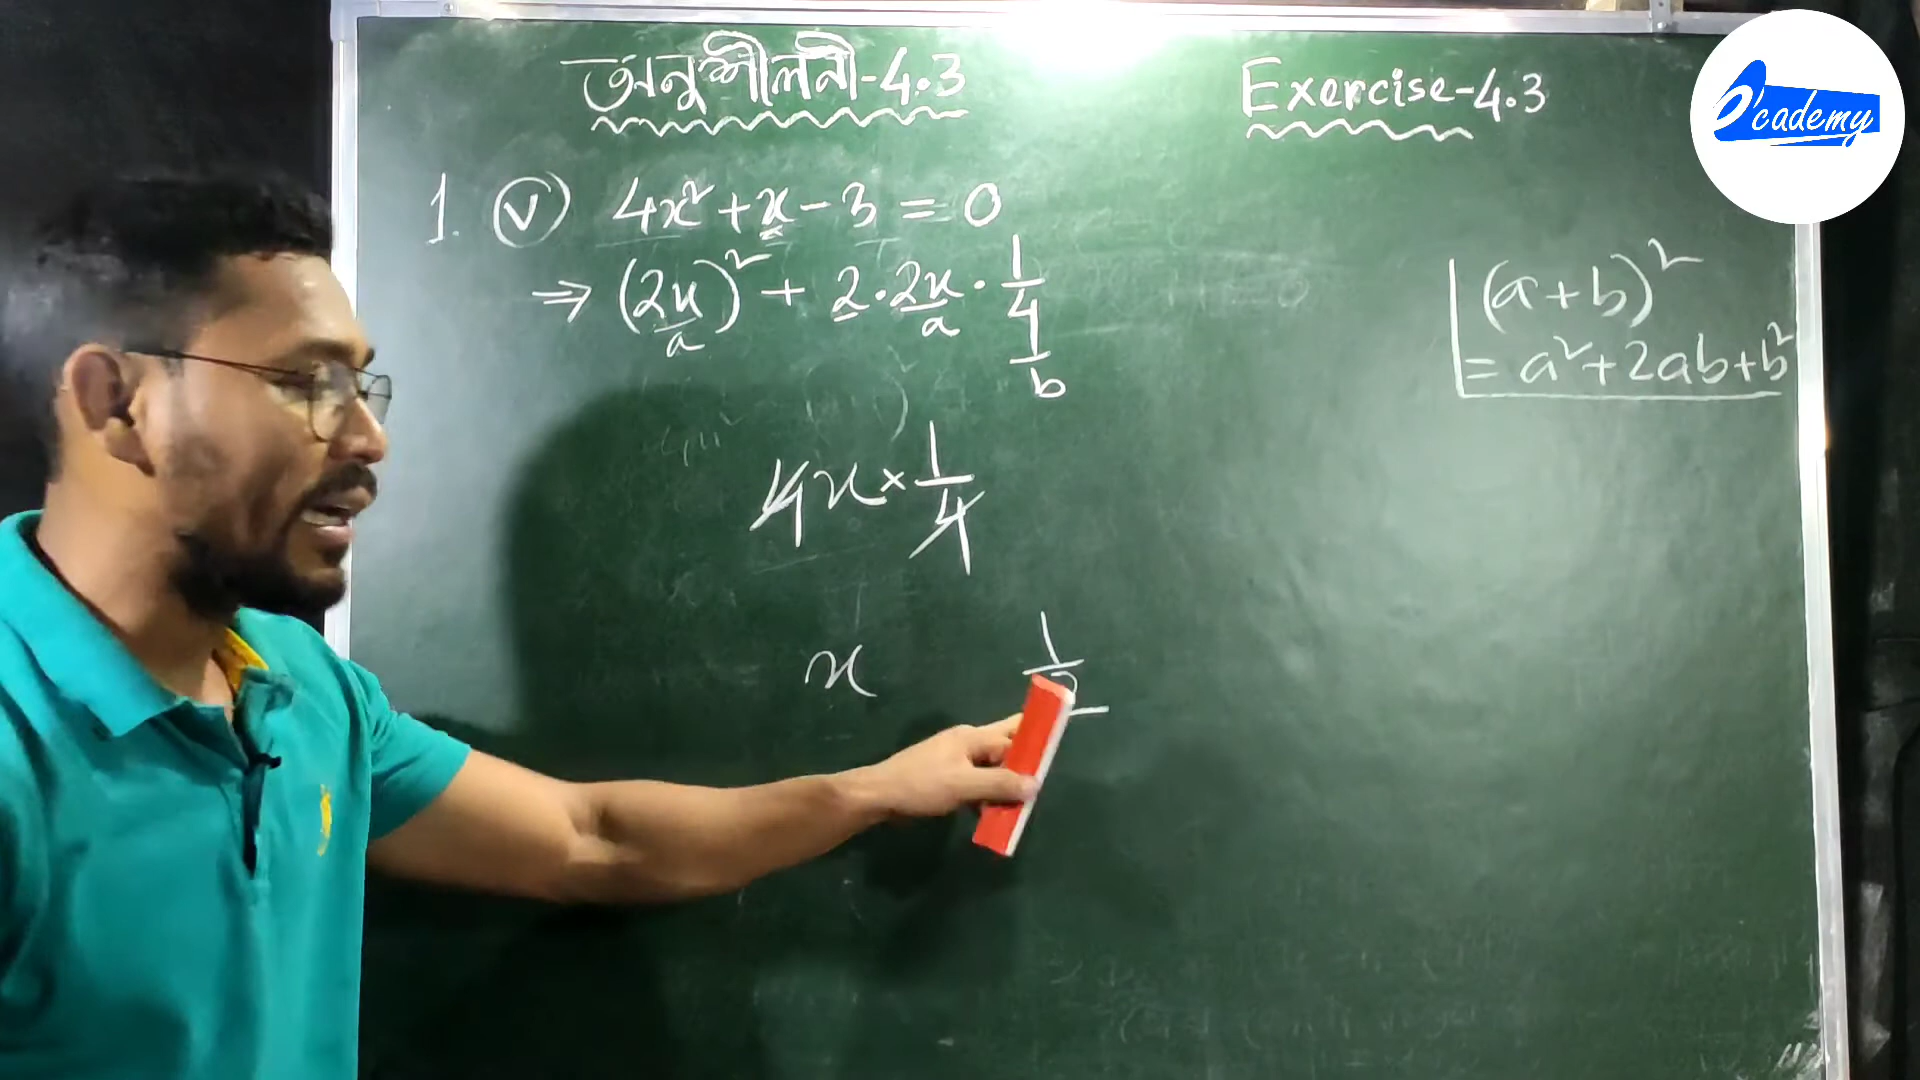 অনুশীলনী-4.3
Exercise-4.3
1. (v) 4x² + x - 3 = 0
⇒ (2x)² + 2 · 2x · 1/4
a a b
4x × 1/4
x
(a+b)²
= a² + 2ab + b²
e'cademy